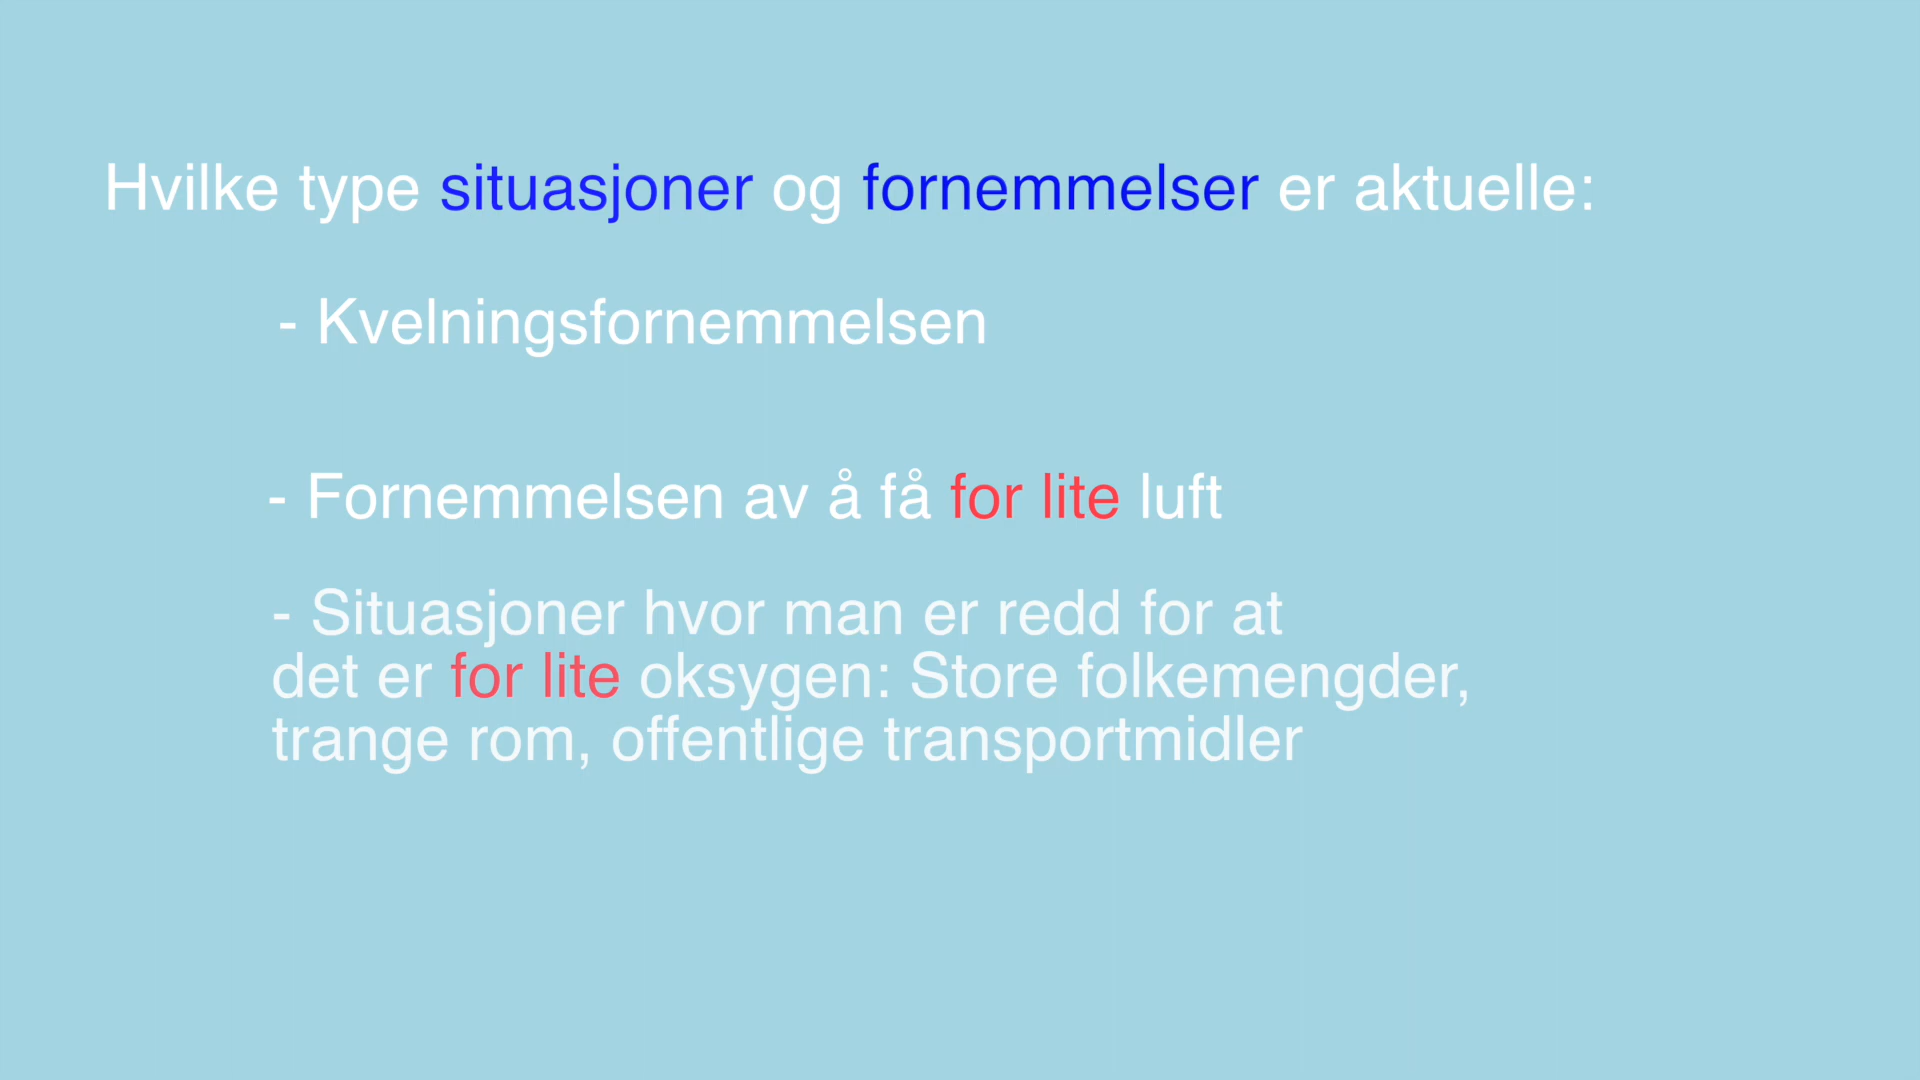 Hvilke type situasjoner og fornemmelser er aktuelle:
- Kvelningsfornemmelsen
- Fornemmelsen av å få for lite luft
- Situasjoner hvor man er redd for at
det er for lite oksygen: Store folkemengder,
trange rom, offentlige transportmidler